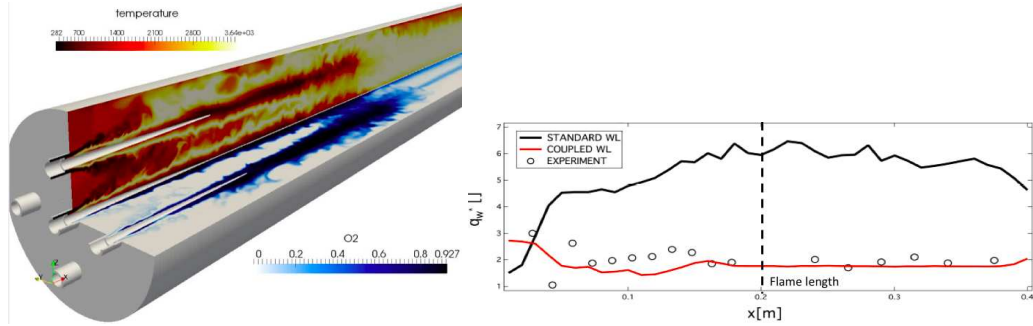 temperature
282 700 1400 2100 2800 3.64e+03
O2
0 0.2 0.4 0.6 0.8 0.927
Z
Y X
STANDARD WL
COUPLED WL
EXPERIMENT
7
6
5
4
3
2
1
qw' []
Flame length
0.1 0.2 0.3 0.4
x[m]